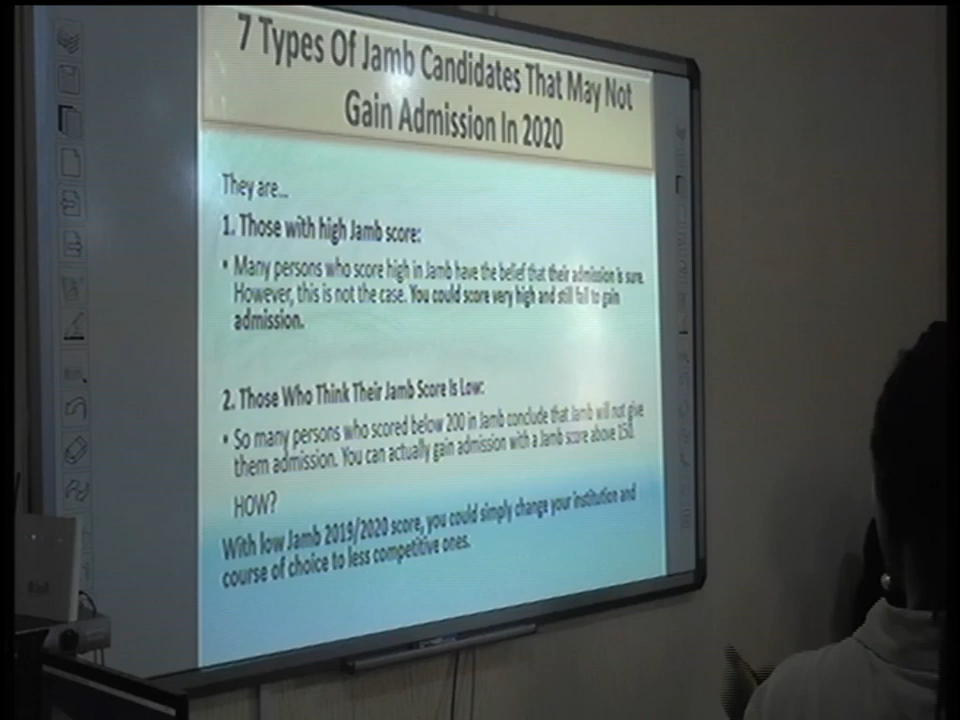 7 Types Of Jamb Candidates That May Not
Gain Admission In 2020
They are...
1. Those with high Jamb score:
• Many persons who score high in Jamb have the belief that their admission is sure.
However, this is not the case. You could score very high and still fail to gain
admission.
2. Those Who Think Their Jamb Score Is Low:
• So many persons who scored below 200 in Jamb conclude that Jamb will not give
them admission. You can actually gain admission with a Jamb score above 150.
HOW?
With low Jamb 2019/2020 score, you could simply change your institution and
course of choice to less competitive ones.